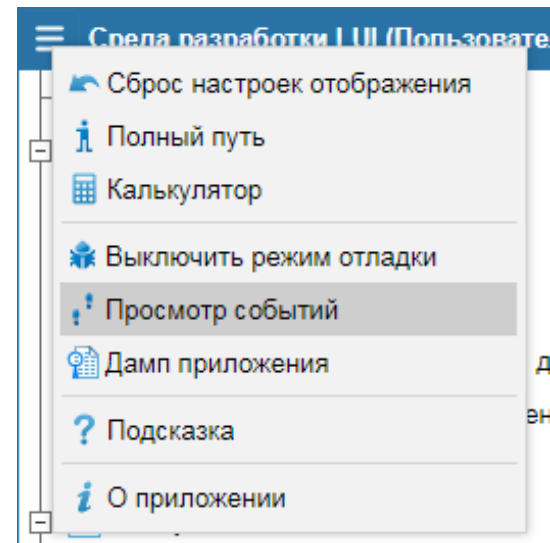 Среда разработки LUI (Пользовате
Сброс настроек отображения
Полный путь
Калькулятор
Выключить режим отладки
Просмотр событий
Дамп приложения
Подсказка
О приложении